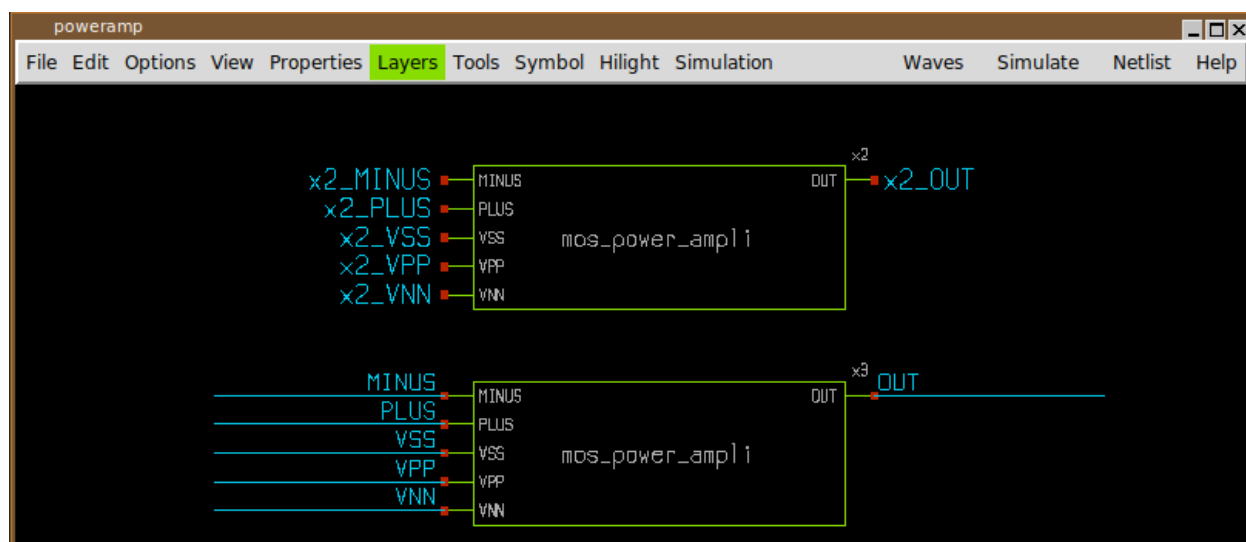 poweramp
File Edit Options View Properties Layers Tools Symbol Hilight Simulation Waves Simulate Netlist Help
x2
x2_MINUS MINUS OUT x2_OUT
x2_PLUS PLUS
x2_VSS VSS mos_power_ampli
x2_VPP VPP
x2_VNN VNN
x3
MINUS MINUS OUT OUT
PLUS PLUS
VSS VSS mos_power_ampli
VPP VPP
VNN VNN